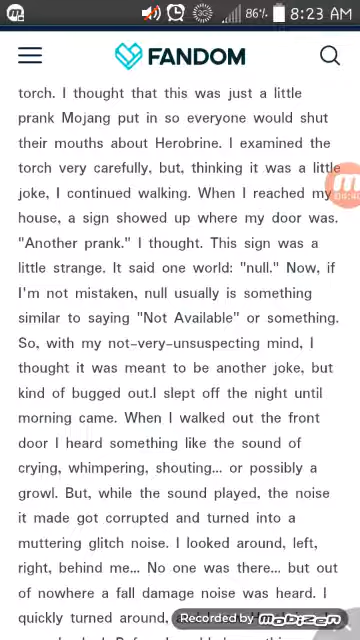 3G 86% 8:23 AM
FANDOM
torch. I thought that this was just a little
prank Mojang put in so everyone would shut
their mouths about Herobrine. I examined the
torch very carefully, but, thinking it was a little
joke, I continued walking. When I reached my
house, a sign showed up where my door was.
"Another prank." I thought. This sign was a
little strange. It said one world: "null." Now, if
I'm not mistaken, null usually is something
similar to saying "Not Available" or something.
So, with my not-very-unsuspecting mind, I
thought it was meant to be another joke, but
kind of bugged out.I slept off the night until
morning came. When I walked out the front
door I heard something like the sound of
crying, whimpering, shouting... or possibly a
growl. But, while the sound played, the noise
it made got corrupted and turned into a
muttering glitch noise. I looked around, left,
right, behind me... No one was there... but out
of nowhere a fall damage noise was heard. I
quickly turned around,
Recorded by MOBIZEN